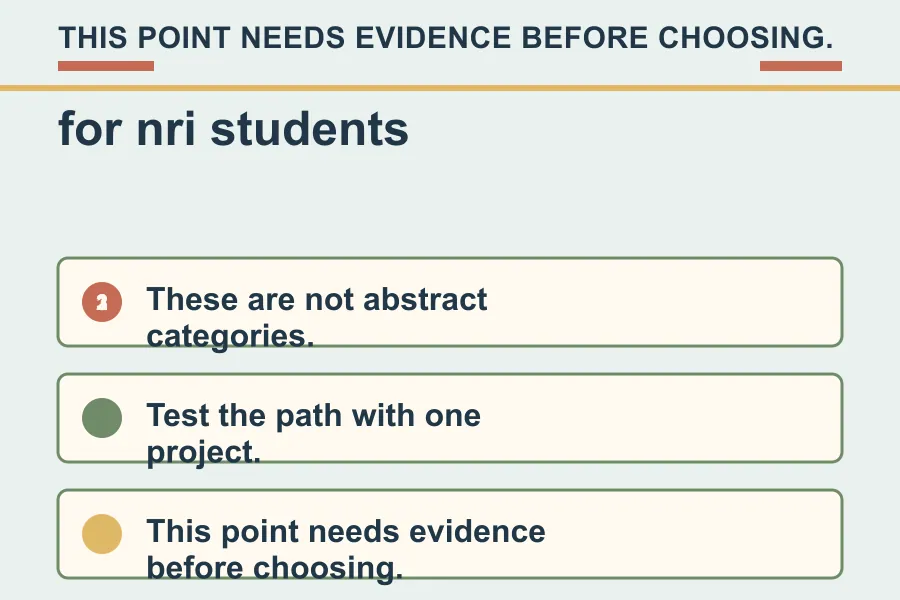 THIS POINT NEEDS EVIDENCE BEFORE CHOOSING.
for nri students
These are not abstract
categories.
Test the path with one
project.
This point needs evidence
before choosing.